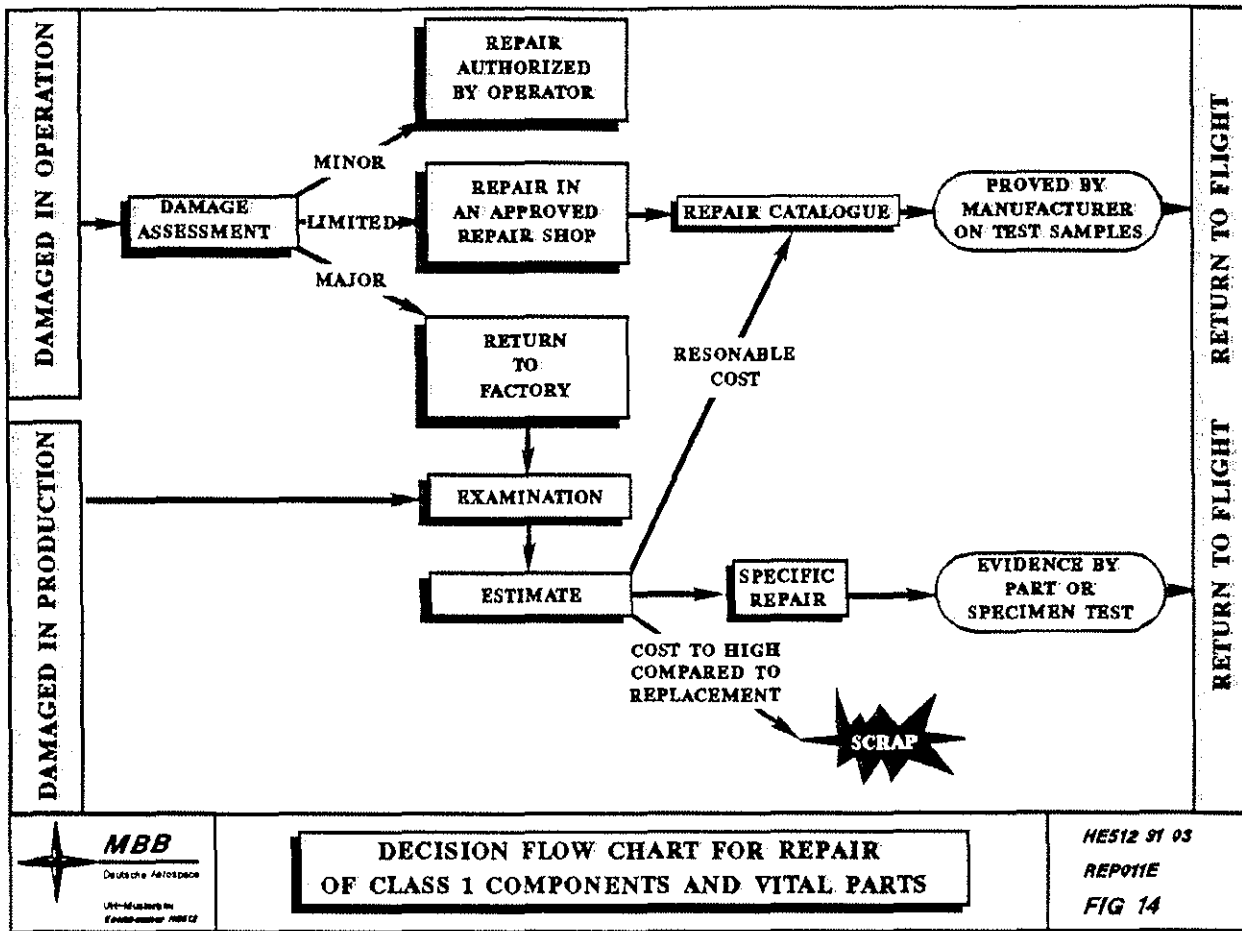 DAMAGED IN OPERATION
REPAIR
AUTHORIZED
BY OPERATOR
MINOR
DAMAGE
ASSESSMENT
LIMITED
REPAIR IN
AN APPROVED
REPAIR SHOP
REPAIR CATALOGUE
PROVED BY
MANUFACTURER
ON TEST SAMPLES
RETURN TO FLIGHT
MAJOR
RETURN
TO
FACTORY
RESONABLE
COST
DAMAGED IN PRODUCTION
EXAMINATION
ESTIMATE
SPECIFIC
REPAIR
EVIDENCE BY
PART OR
SPECIMEN TEST
RETURN TO FLIGHT
COST TO HIGH
COMPARED TO
REPLACEMENT
SCRAP
MBB
Deutsche Aerospace
DECISION FLOW CHART FOR REPAIR
OF CLASS 1 COMPONENTS AND VITAL PARTS
HE512 91 03
REP011E
FIG 14